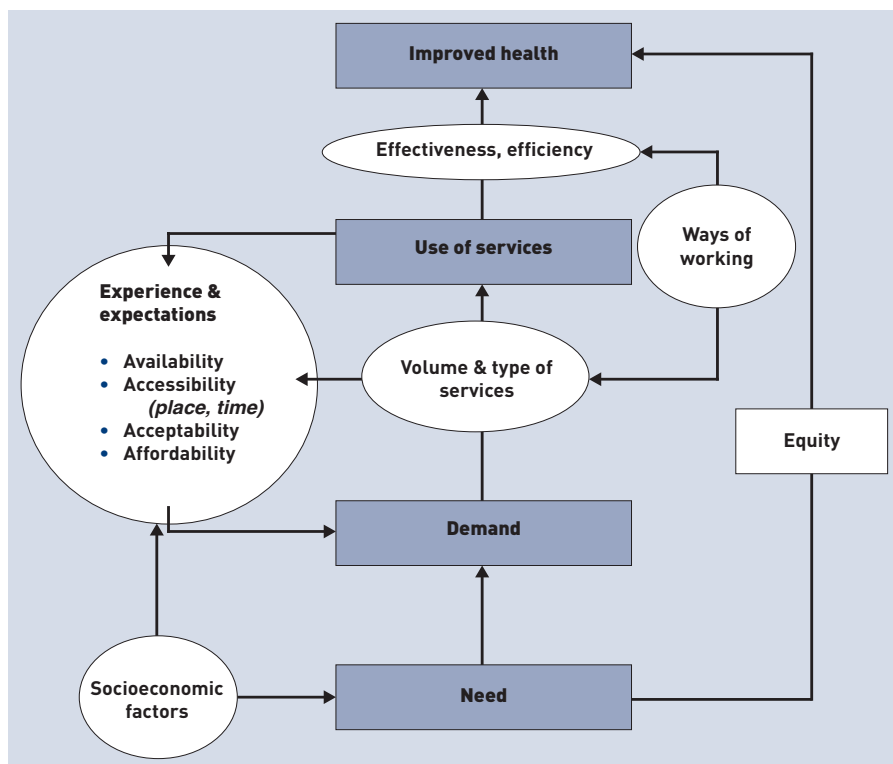 Improved health
Effectiveness, efficiency
Use of services
Ways of
working
Experience &
expectations
• Availability
• Accessibility
(place, time)
• Acceptability
• Affordability
Volume & type of
services
Equity
Demand
Socioeconomic
factors
Need